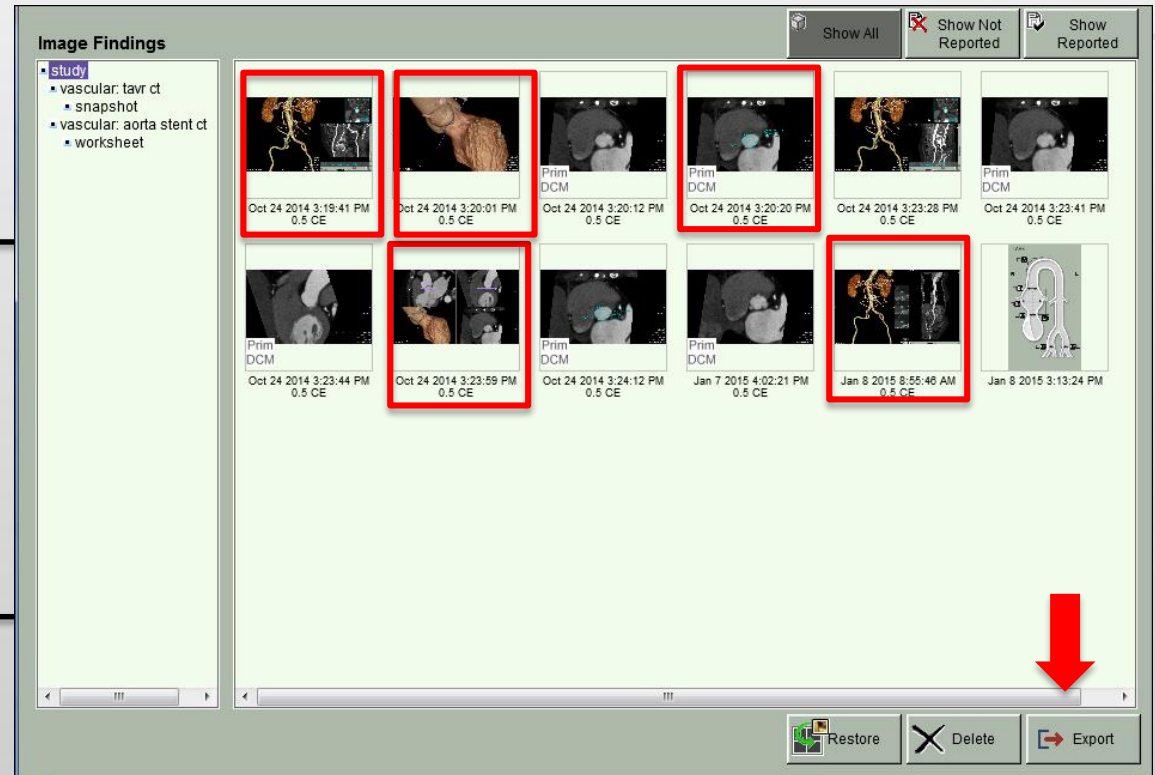 Image Findings
Show All
Show Not
Reported
Show
Reported
study
vascular: tavr ct
snapshot
vascular: aorta stent ct
worksheet
Oct 24 2014 3:19:41 PM
0.5 CE
Oct 24 2014 3:20:01 PM
0.5 CE
Prim
DCM
Oct 24 2014 3:20:12 PM
0.5 CE
Prim
DCM
Oct 24 2014 3:20:20 PM
0.5 CE
Oct 24 2014 3:23:28 PM
0.5 CE
Prim
DCM
Oct 24 2014 3:23:41 PM
0.5 CE
Prim
DCM
Oct 24 2014 3:23:44 PM
0.5 CE
Oct 24 2014 3:23:59 PM
0.5 CE
Prim
DCM
Oct 24 2014 3:24:12 PM
0.5 CE
Prim
DCM
Jan 7 2015 4:02:21 PM
0.5 CE
Jan 8 2015 8:55:46 AM
0.5 CE
Jan 8 2015 3:13:24 PM
Restore
Delete
Export